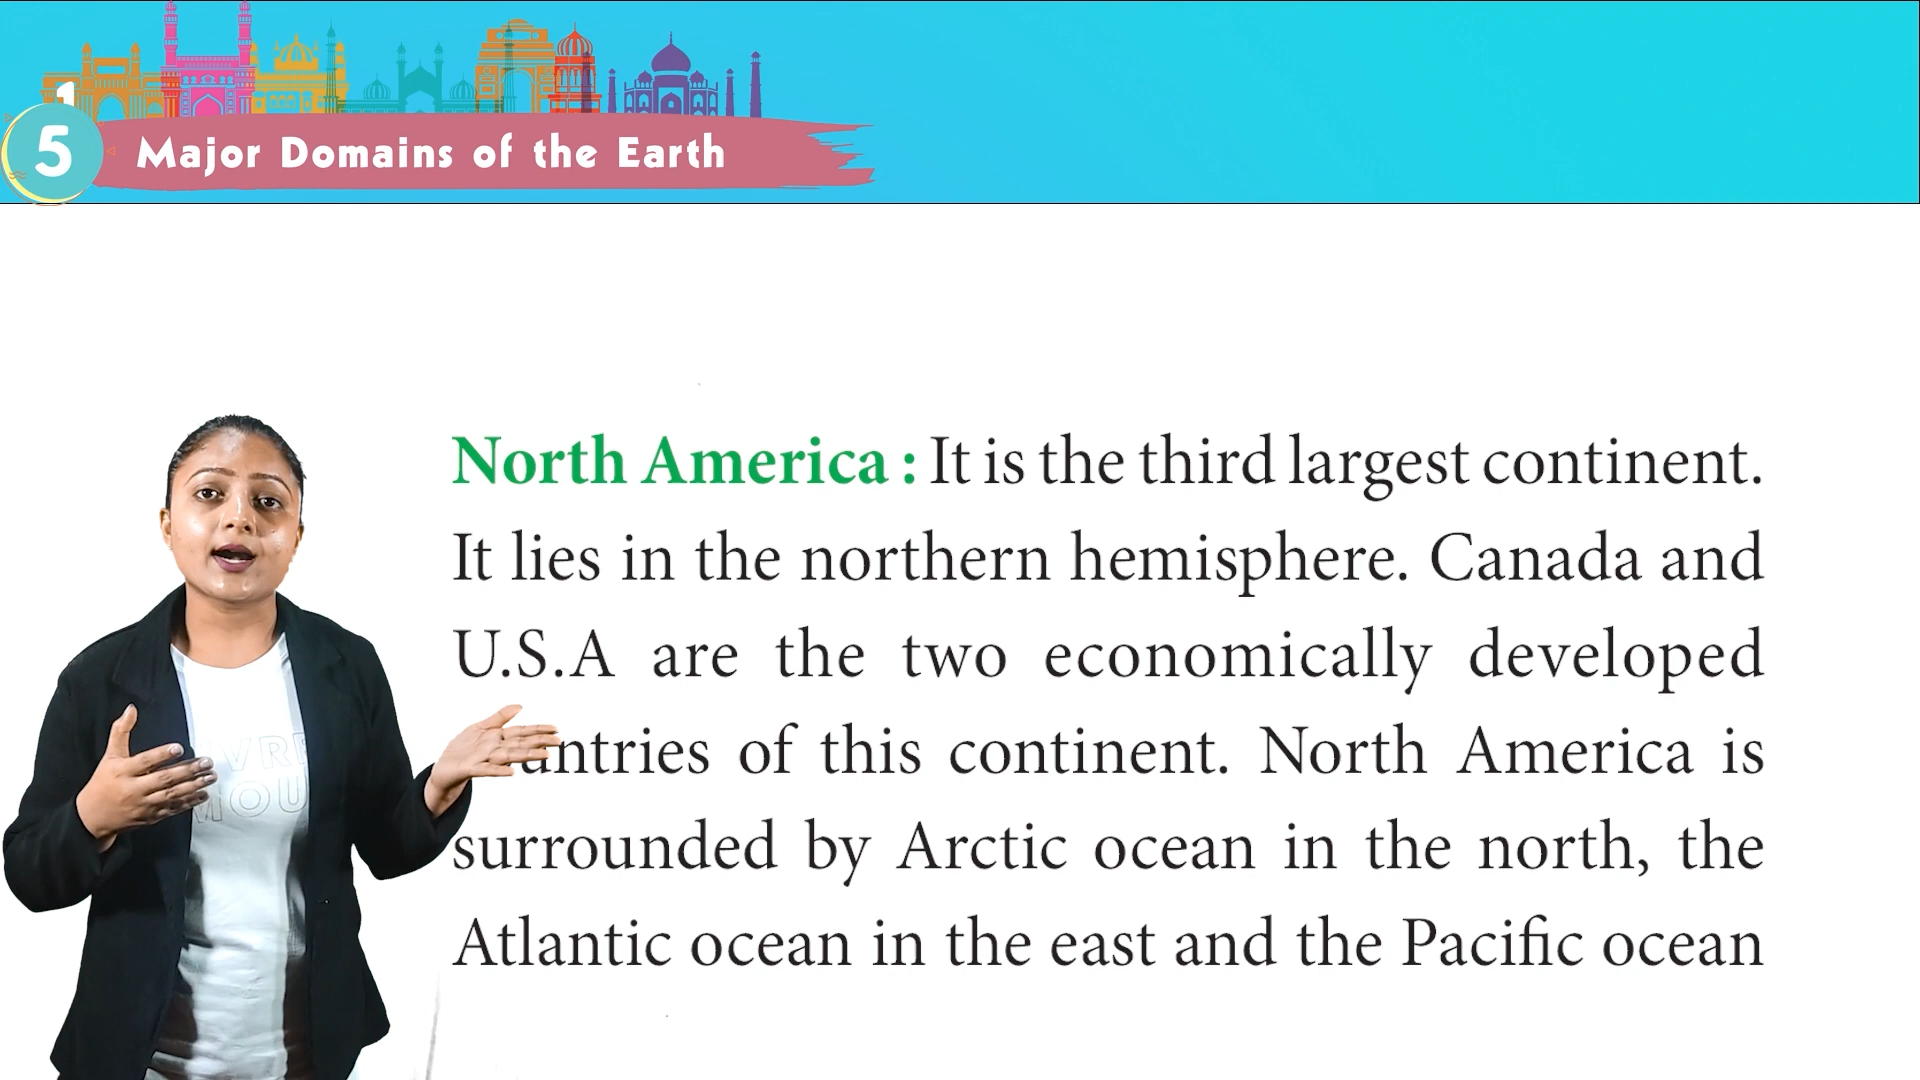 5
Major Domains of the Earth
North America : It is the third largest continent.
It lies in the northern hemisphere. Canada and
U.S.A are the two economically developed
of this continent. North America is
surrounded by Arctic ocean in the north, the
Atlantic ocean in the east and the Pacific ocean